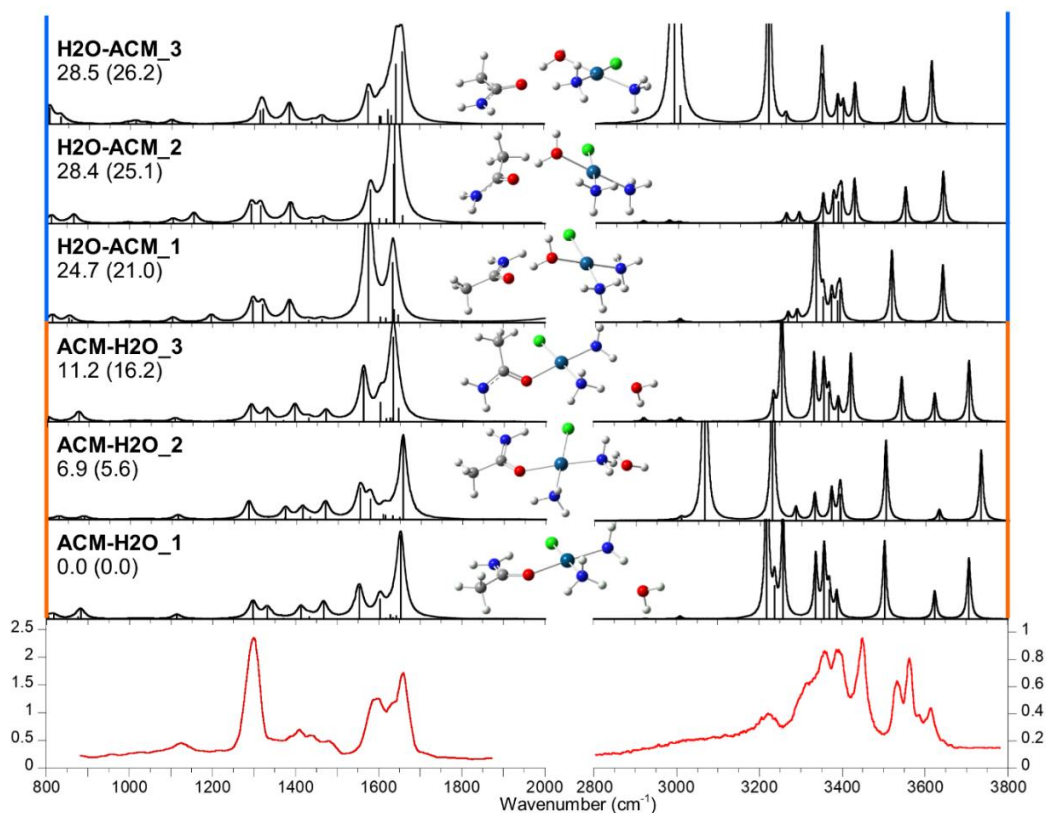 H2O-ACM_3
28.5 (26.2)
H2O-ACM_2
28.4 (25.1)
H2O-ACM_1
24.7 (21.0)
ACM-H2O_3
11.2 (16.2)
ACM-H2O_2
6.9 (5.6)
ACM-H2O_1
0.0 (0.0)
2.5 1
2 0.8
1.5 0.6
1 0.4
0.5 0.2
0 0
800 1000 1200 1400 1600 1800 2000 2800 3000 3200 3400 3600 3800
Wavenumber (cm⁻¹)